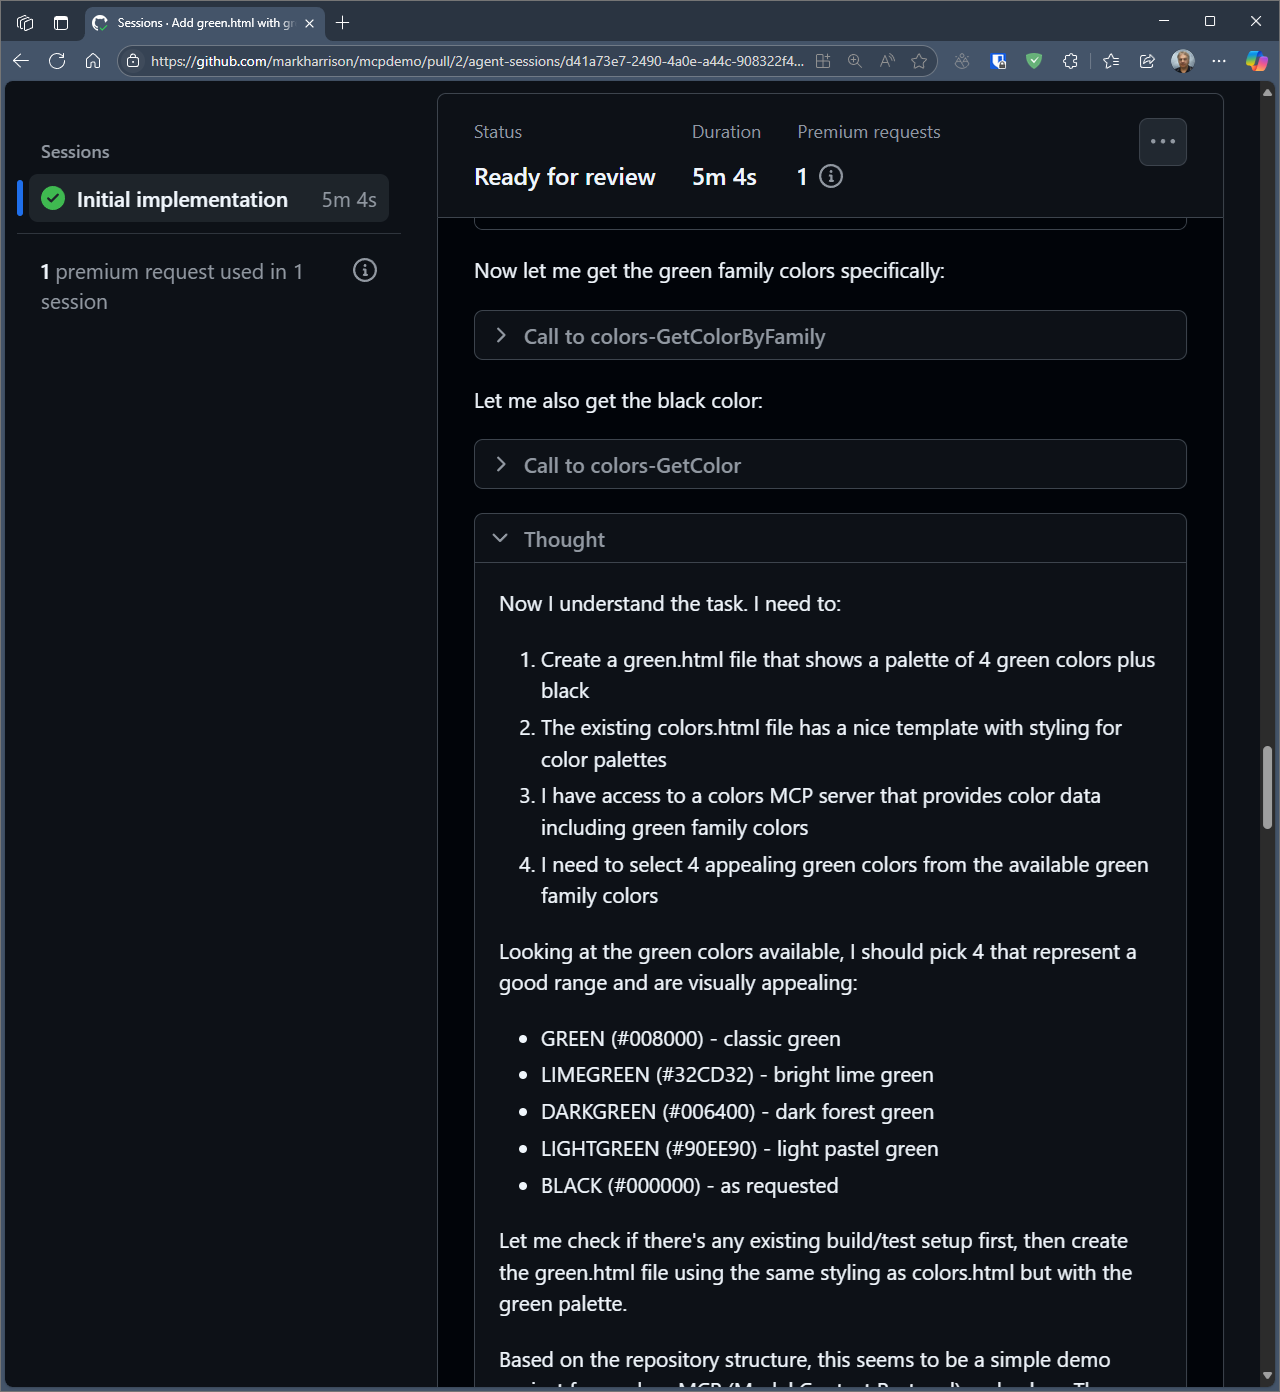 Sessions · Add green.html with gr
https://github.com/markharrison/mcpdemo/pull/2/agent-sessions/d41a73e7-2490-4a0e-a44c-908322f4...
Sessions
Initial implementation 5m 4s
1 premium request used in 1
session
Status Duration Premium requests
Ready for review 5m 4s 1
Now let me get the green family colors specifically:
Call to colors-GetColorByFamily
Let me also get the black color:
Call to colors-GetColor
Thought
Now I understand the task. I need to:
1. Create a green.html file that shows a palette of 4 green colors plus
black
2. The existing colors.html file has a nice template with styling for
color palettes
3. I have access to a colors MCP server that provides color data
including green family colors
4. I need to select 4 appealing green colors from the available green
family colors
Looking at the green colors available, I should pick 4 that represent a
good range and are visually appealing:
• GREEN (#008000) - classic green
• LIMEGREEN (#32CD32) - bright lime green
• DARKGREEN (#006400) - dark forest green
• LIGHTGREEN (#90EE90) - light pastel green
• BLACK (#000000) - as requested
Let me check if there's any existing build/test setup first, then create
the green.html file using the same styling as colors.html but with the
green palette.
Based on the repository structure, this seems to be a simple demo